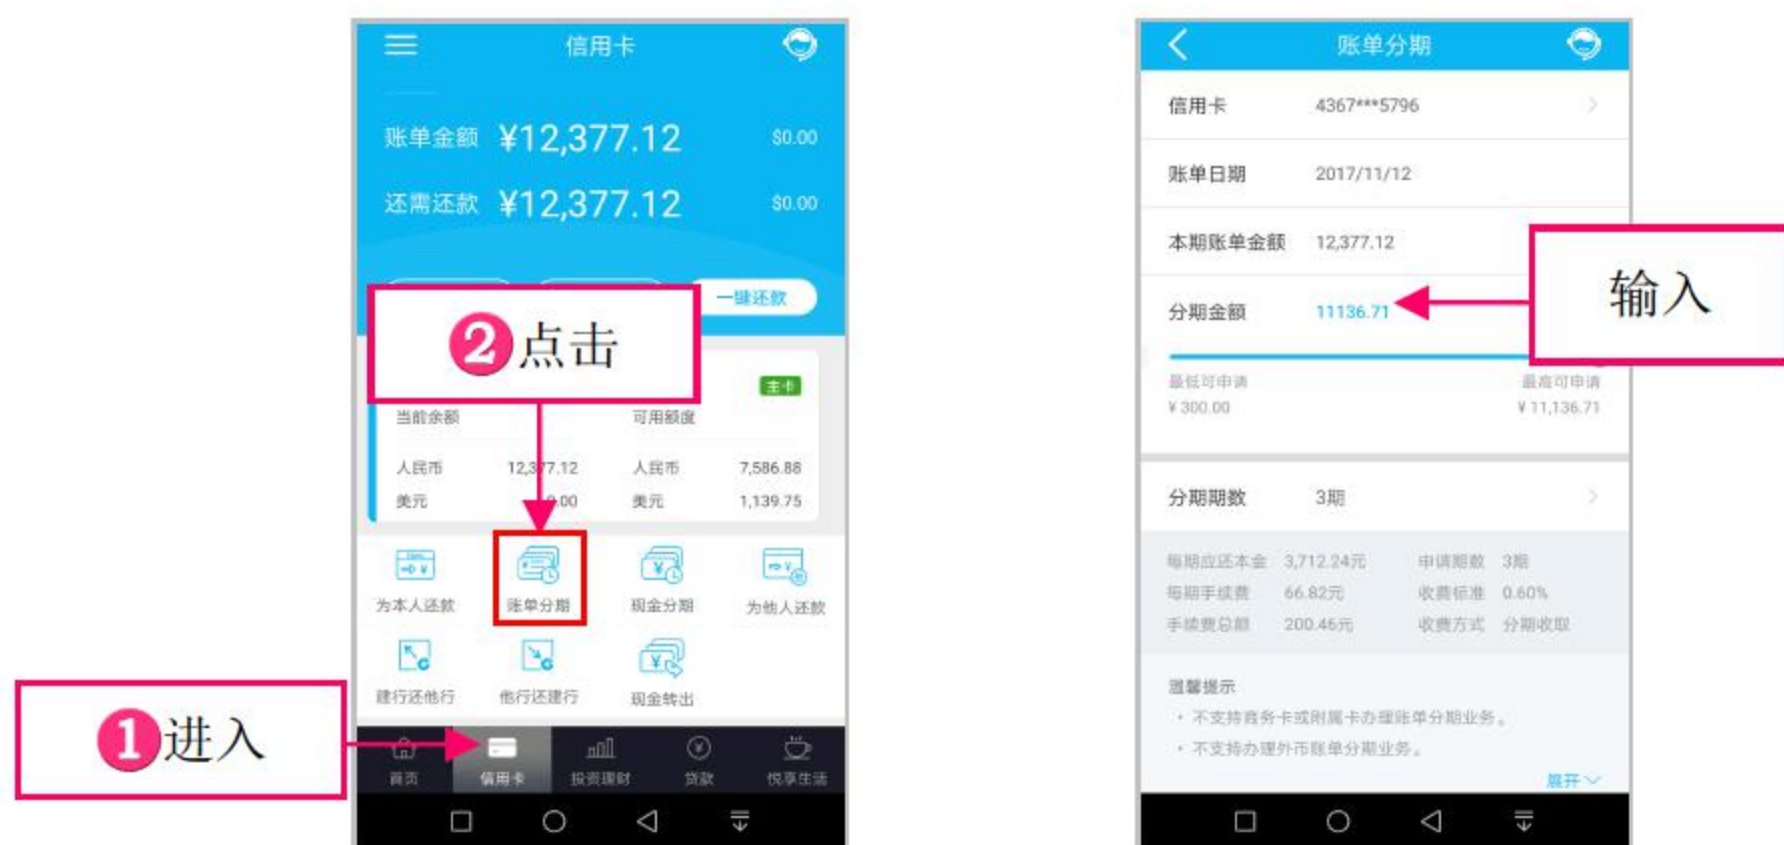 信用卡
账单金额 ¥12,377.12 $0.00
还需还款 ¥12,377.12 $0.00
一键还款
❷点击
主卡
当前余额 可用额度
人民币 12,377.12 人民币 7,586.88
美元 0.00 美元 1,139.75
为本人还款 账单分期 现金分期 为他人还款
建行还他行 他行还建行 现金转出
❶进入
首页 信用卡 投资理财 贷款 悦享生活
账单分期
信用卡 4367***5796
账单日期 2017/11/12
本期账单金额 12,377.12
分期金额 11136.71
输入
最低可申请 最高可申请
¥300.00 ¥11,136.71
分期期数 3期
每期应还本金 3,712.24元 申请期数 3期
每期手续费 66.82元 收费标准 0.60%
手续费总额 200.46元 收费方式 分期收取
温馨提示
· 不支持商务卡或附属卡办理账单分期业务。
· 不支持办理外币账单分期业务。
展开